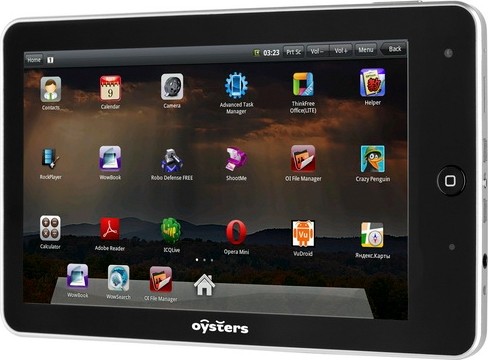 Home
1
03:23
Prt Sc
Vol -
Vol +
Menu
Back
Contacts
9
Calendar
Camera
Advanced Task
Manager
ThinkFree
Office(LITE)
Helper
RockPlayer
WowBook
Robo Defense FREE
ShootMe
OI File Manager
Crazy Penguin
Calculator
Adobe Reader
ICQLive
Opera Mini
Vu
VuDroid
Яндекс.Карты
WowBook
WowSearch
OI File Manager
oysters